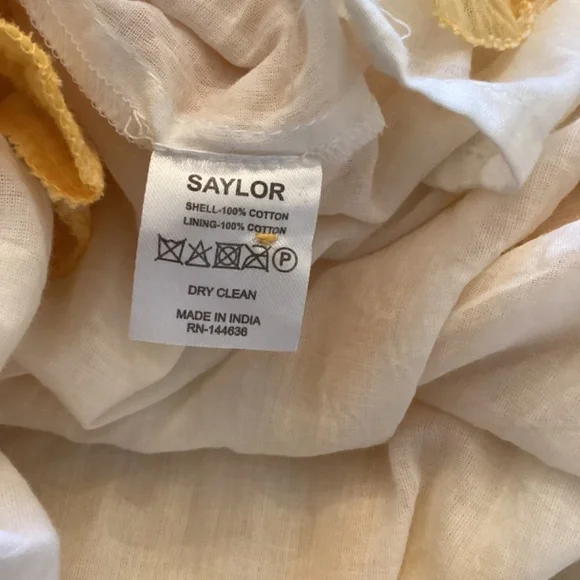 SAYLOR
SHELL-100% COTTON
LINING-100% COTTON
P
DRY CLEAN
MADE IN INDIA
RN-144636